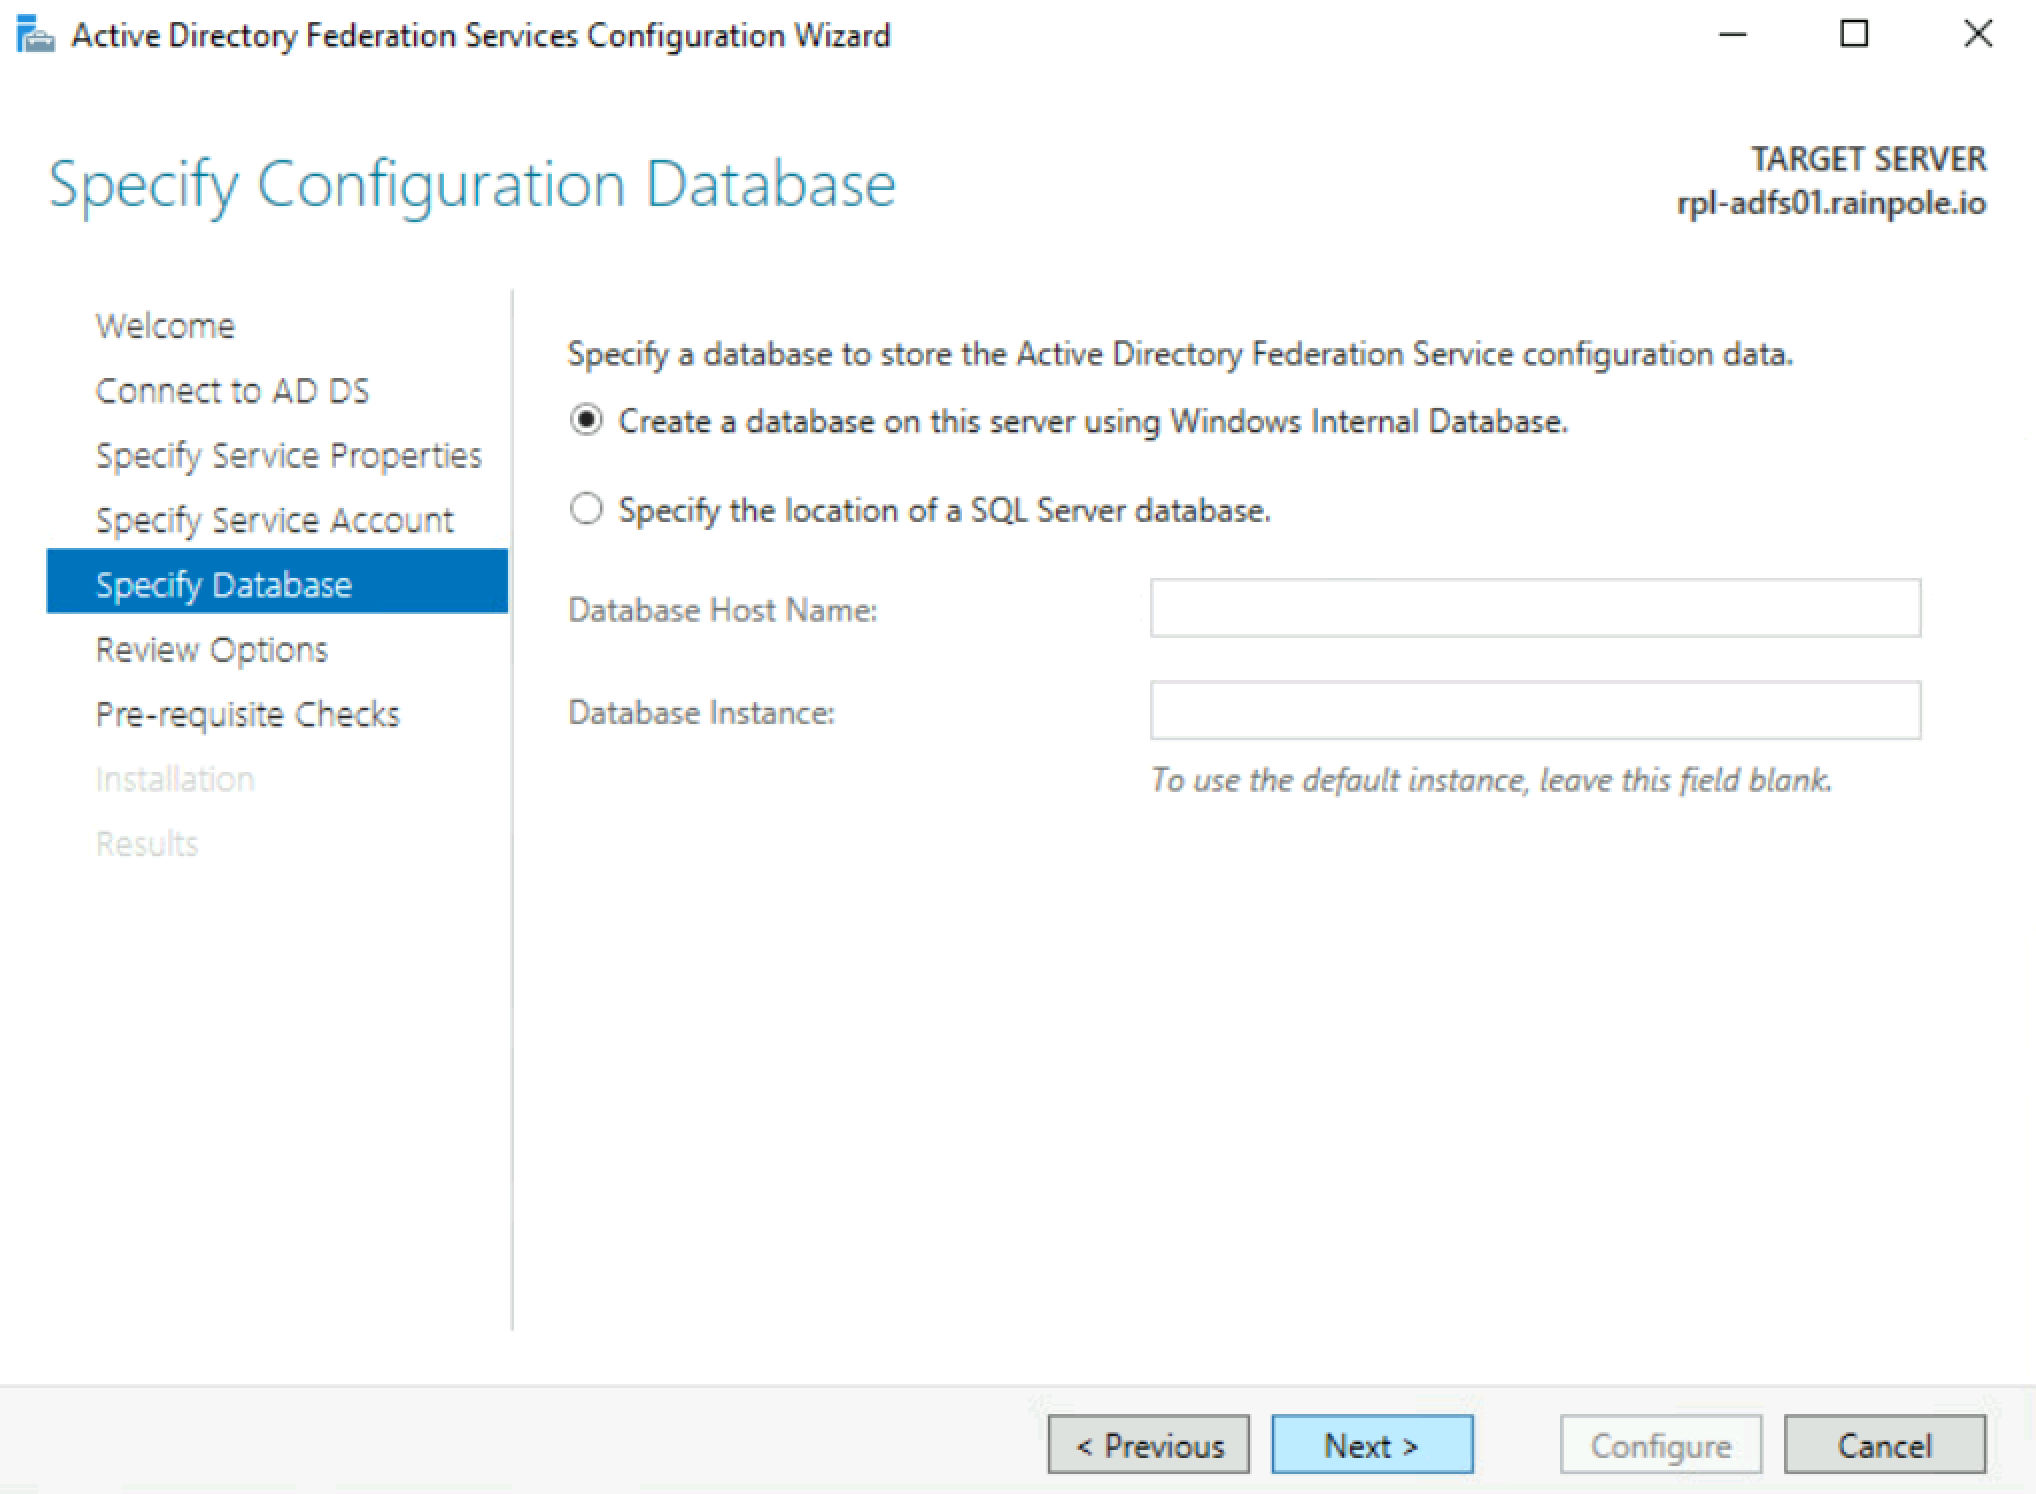 Active Directory Federation Services Configuration Wizard
Specify Configuration Database
TARGET SERVER
rpl-adfs01.rainpole.io
Welcome
Connect to AD DS
Specify Service Properties
Specify Service Account
Specify Database
Review Options
Pre-requisite Checks
Installation
Results
Specify a database to store the Active Directory Federation Service configuration data.
Create a database on this server using Windows Internal Database.
Specify the location of a SQL Server database.
Database Host Name:
Database Instance:
To use the default instance, leave this field blank.
< Previous
Next >
Configure
Cancel